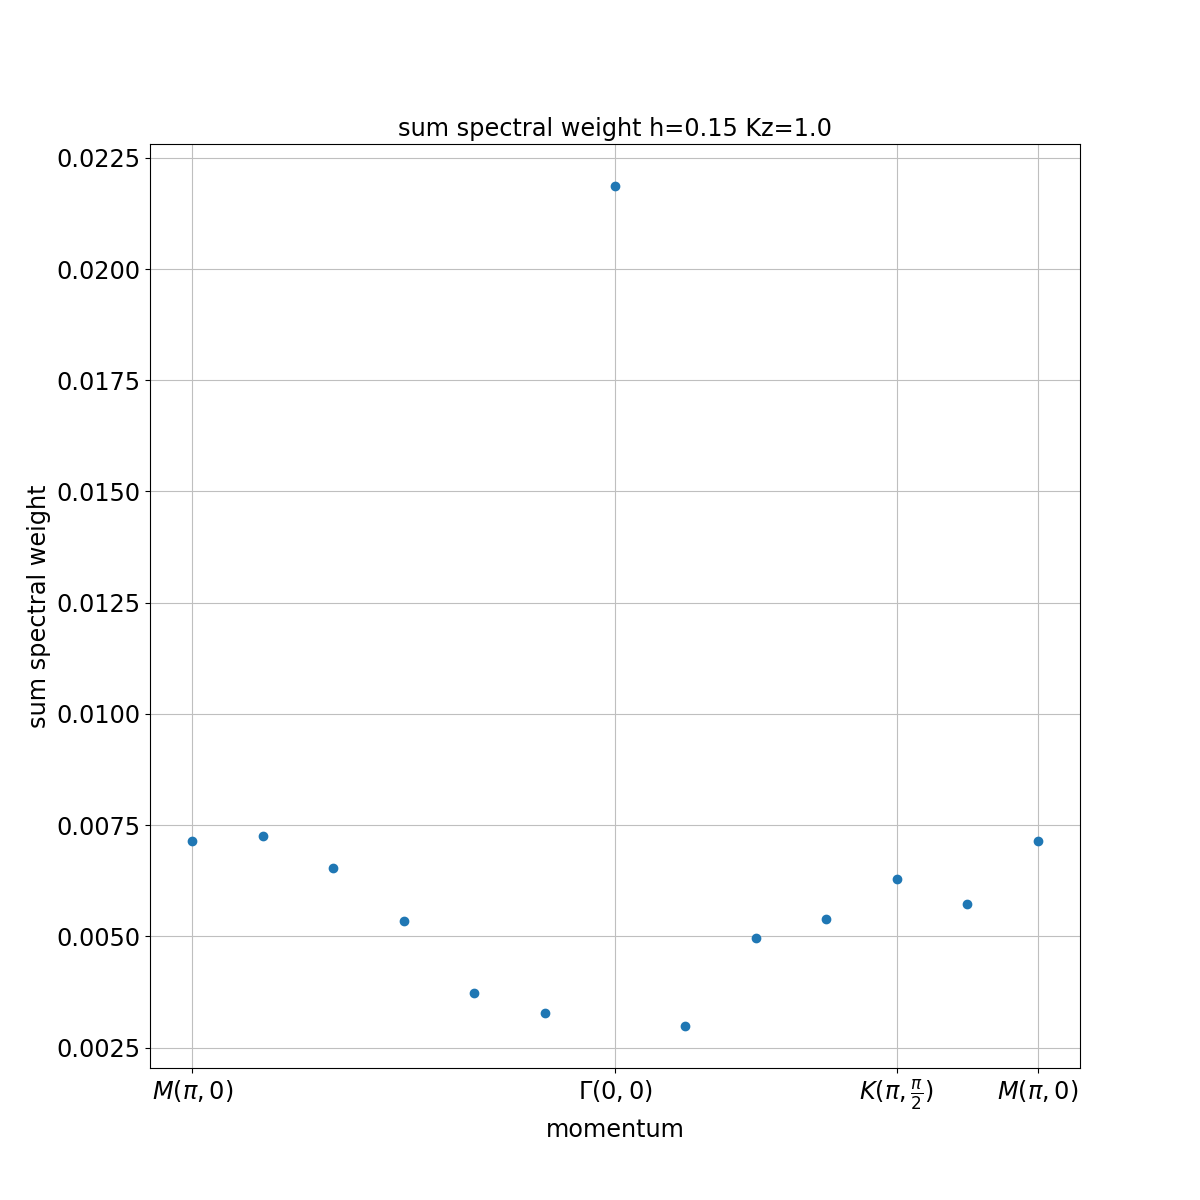 sum spectral weight h=0.15 Kz=1.0
0.0225
0.0200
0.0175
0.0150
0.0125
0.0100
0.0075
0.0050
0.0025
sum spectral weight
M(π, 0)
Γ(0, 0)
K(π, π/2)
M(π, 0)
momentum